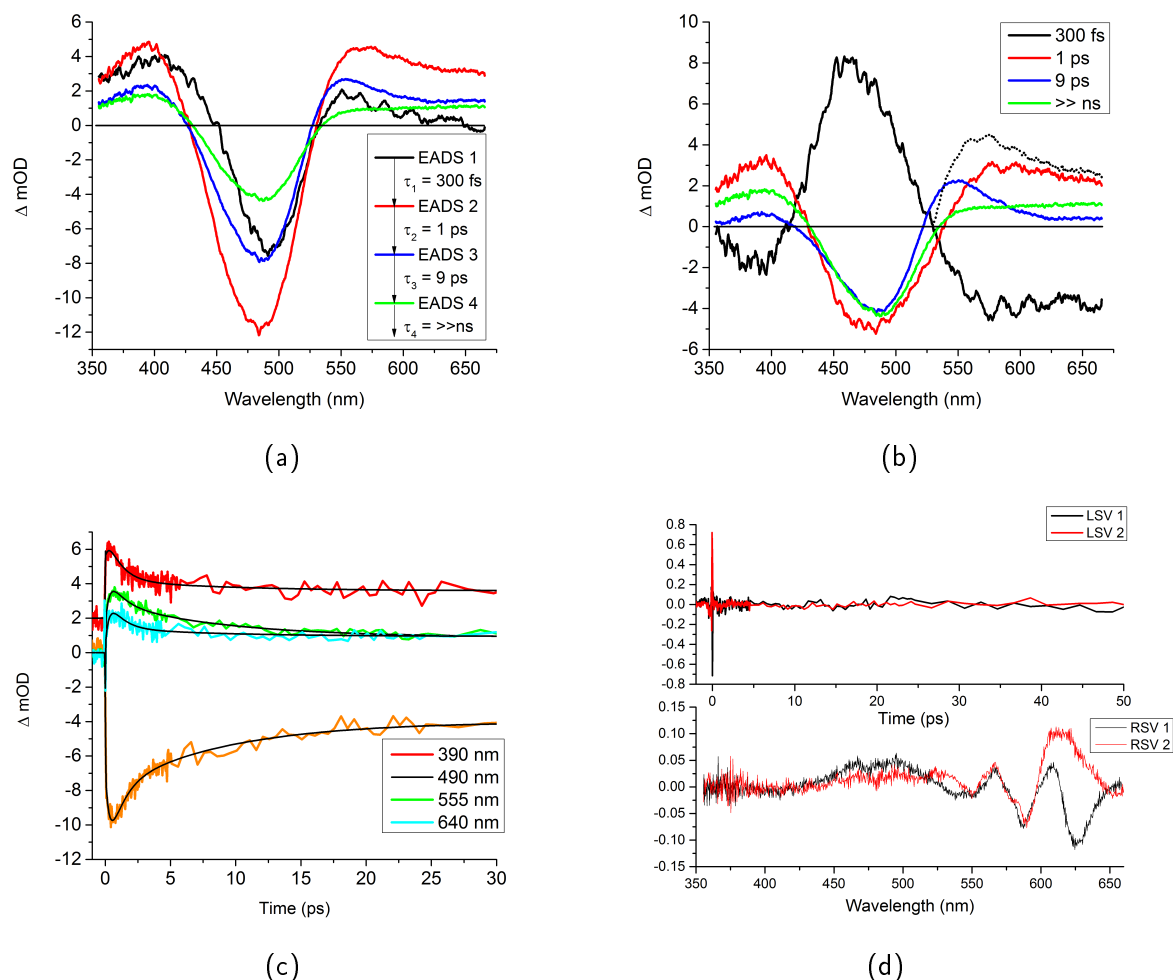 6
4
2
0
-2
-4
-6
-8
-10
-12
350 400 450 500 550 600 650
Δ mOD
Wavelength (nm)
EADS 1
τ1 = 300 fs
EADS 2
τ2 = 1 ps
EADS 3
τ3 = 9 ps
EADS 4
τ4 = >>ns
(a)
10
8
6
4
2
0
-2
-4
-6
350 400 450 500 550 600 650
Δ mOD
Wavelength (nm)
300 fs
1 ps
9 ps
>> ns
(b)
6
4
2
0
-2
-4
-6
-8
-10
-12
0 5 10 15 20 25 30
Δ mOD
Time (ps)
390 nm
490 nm
555 nm
640 nm
(c)
LSV 1
LSV 2
0.8
0.6
0.4
0.2
0.0
-0.2
-0.4
-0.6
-0.8
0 10 20 30 40 50
Time (ps)
RSV 1
RSV 2
0.15
0.10
0.05
0.00
-0.05
-0.10
-0.15
350 400 450 500 550 600 650
Wavelength (nm)
(d)